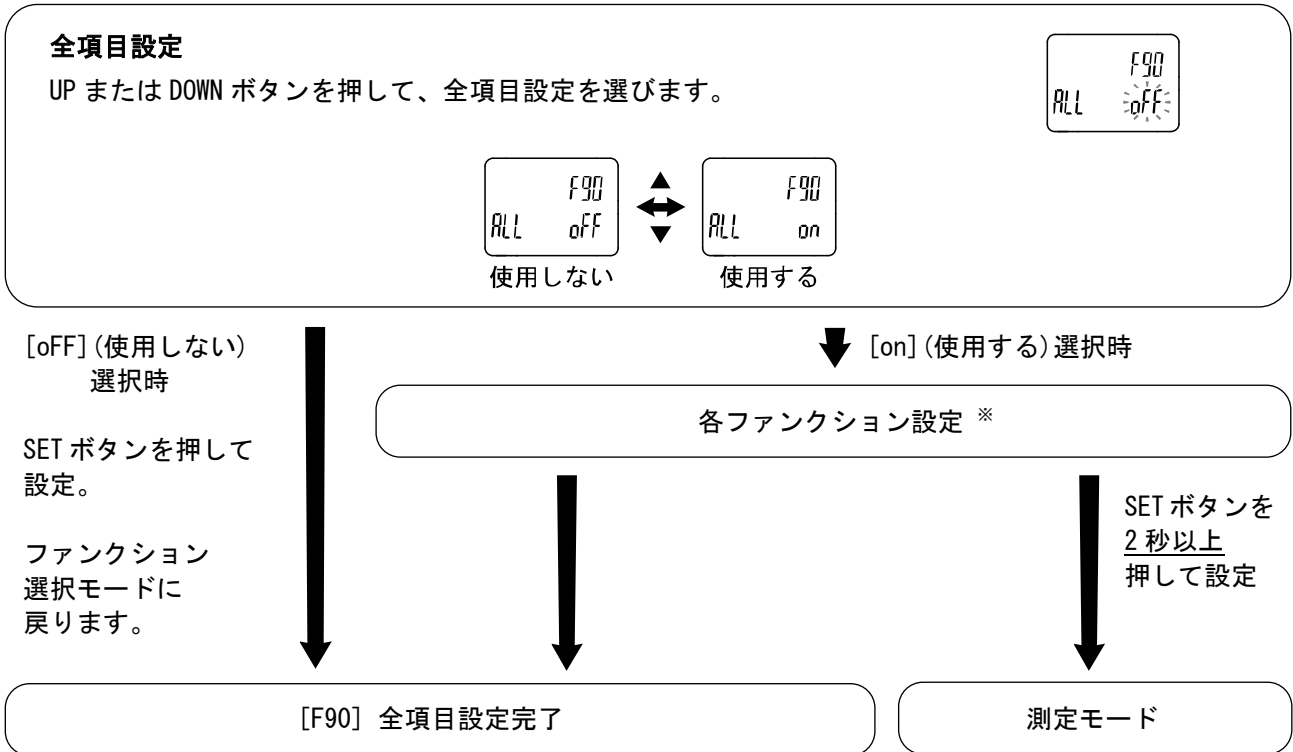 全項目設定
UP または DOWN ボタンを押して、全項目設定を選びます。
F90
ALL oFF
F90
ALL oFF
使用しない
F90
ALL on
使用する
[oFF](使用しない)
選択時
SET ボタンを押して
設定。
ファンクション
選択モードに
戻ります。
[on](使用する)選択時
各ファンクション設定 ※
SET ボタンを
2 秒以上
押して設定
[F90] 全項目設定完了
測定モード